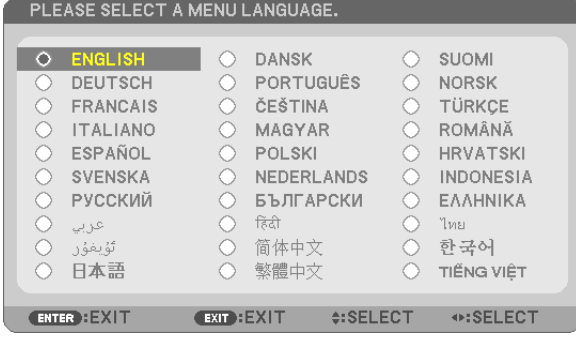 PLEASE SELECT A MENU LANGUAGE.
ENGLISH DANSK SUOMI
DEUTSCH PORTUGUÊS NORSK
FRANCAIS ČEŠTINA TÜRKÇE
ITALIANO MAGYAR ROMÂNĂ
ESPAÑOL POLSKI HRVATSKI
SVENSKA NEDERLANDS INDONESIA
РУССКИЙ БЪЛГАРСКИ ΕΛΛΗΝΙΚΑ
عربي हिंदी ไทย
ئۇيغۇر 简体中文 한국어
日本語 繁體中文 TIẾNG VIỆT
ENTER :EXIT EXIT :EXIT :SELECT :SELECT